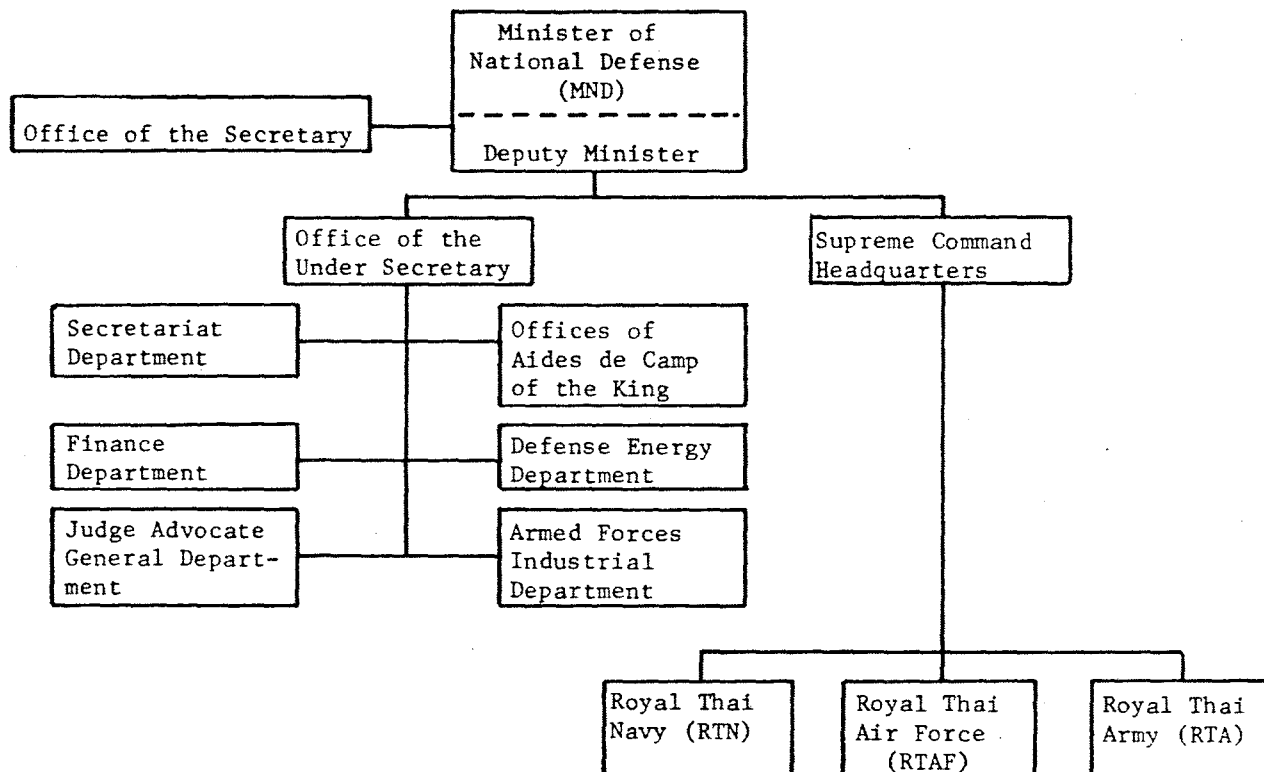 Minister of
National Defense
(MND)
Deputy Minister
Office of the Secretary
Office of the
Under Secretary
Supreme Command
Headquarters
Secretariat
Department
Offices of
Aides de Camp
of the King
Finance
Department
Defense Energy
Department
Judge Advocate
General Depart-
ment
Armed Forces
Industrial
Department
Royal Thai
Navy (RTN)
Royal Thai
Air Force
(RTAF)
Royal Thai
Army (RTA)